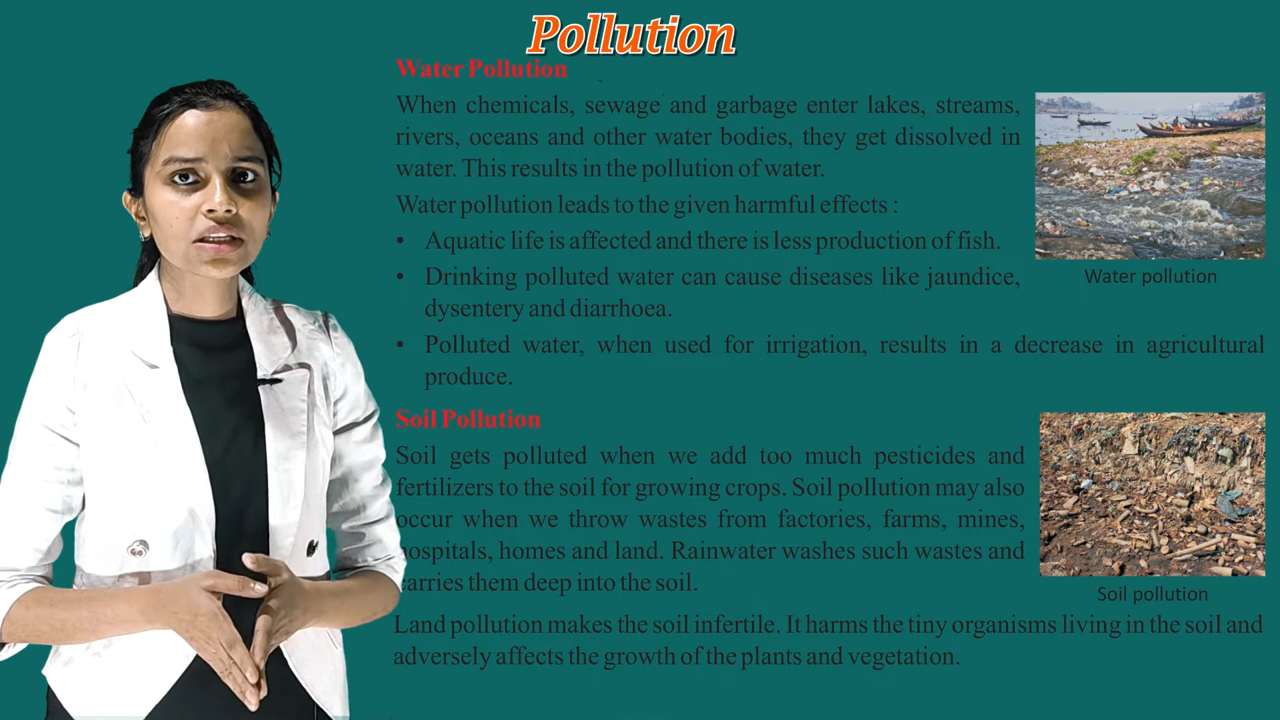 Pollution
Water Pollution
When chemicals, sewage and garbage enter lakes, streams,
rivers, oceans and other water bodies, they get dissolved in
water. This results in the pollution of water.
Water pollution leads to the given harmful effects :
• Aquatic life is affected and there is less production of fish.
• Drinking polluted water can cause diseases like jaundice,
dysentery and diarrhoea.
• Polluted water, when used for irrigation, results in a decrease in agricultural
produce.
Water pollution
Soil Pollution
Soil gets polluted when we add too much pesticides and
fertilizers to the soil for growing crops. Soil pollution may also
occur when we throw wastes from factories, farms, mines,
hospitals, homes and land. Rainwater washes such wastes and
carries them deep into the soil.
Soil pollution
Land pollution makes the soil infertile. It harms the tiny organisms living in the soil and
adversely affects the growth of the plants and vegetation.